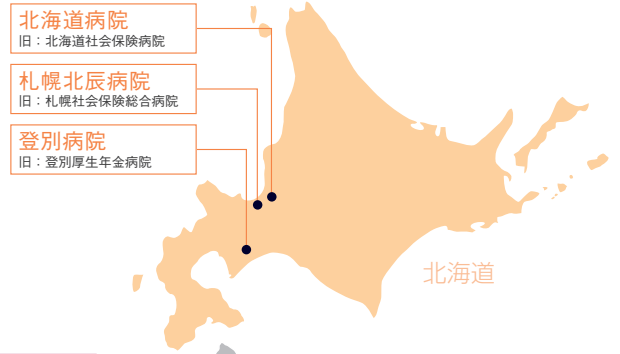 北海道病院
旧：北海道社会保険病院
札幌北辰病院
旧：札幌社会保険総合病院
登別病院
旧：登別厚生年金病院
北海道